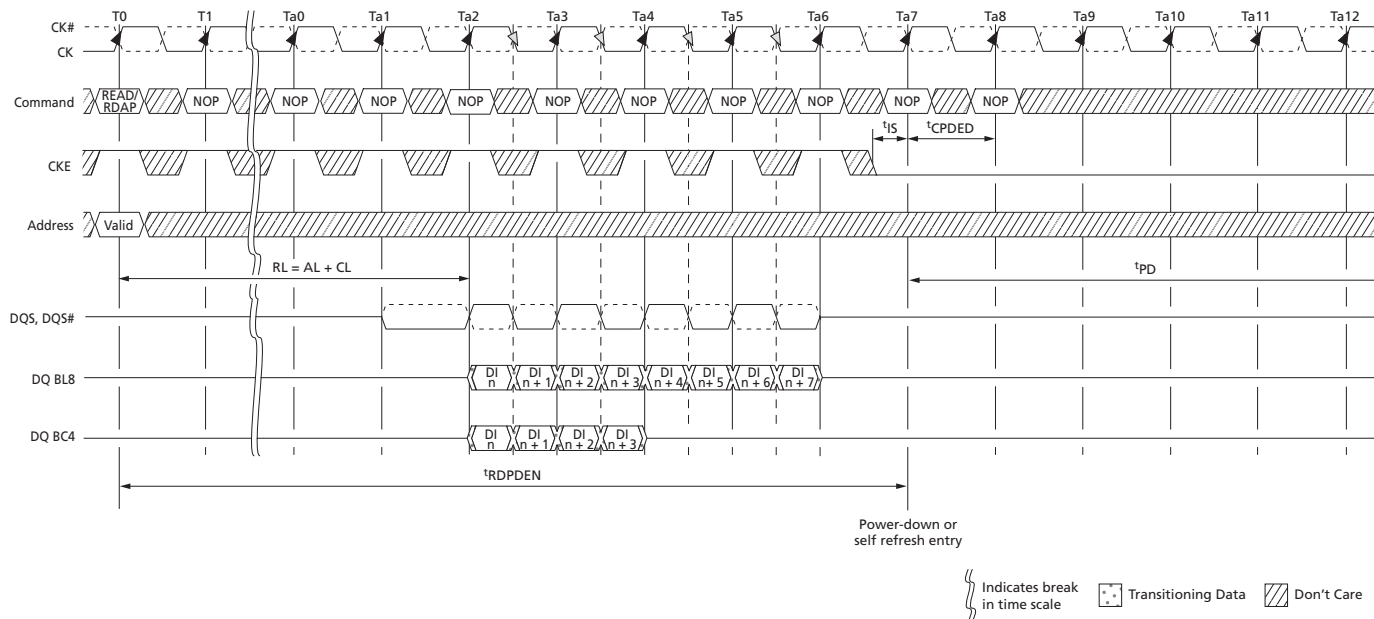 T0 T1 Ta0 Ta1 Ta2 Ta3 Ta4 Ta5 Ta6 Ta7 Ta8 Ta9 Ta10 Ta11 Ta12
CK#
CK
Command
READ/
RDAP
NOP NOP NOP NOP NOP NOP NOP NOP NOP NOP
tIS tCPDED
CKE
Address Valid
RL = AL + CL
tPD
DQS, DQS#
DQ BL8
DI DI DI DI DI DI DI DI
n n + 1 n + 2 n + 3 n + 4 n+ 5 n + 6 n + 7
DQ BC4
DI DI DI DI
n n + 1 n + 2 n + 3
tRDPDEN
Power-down or
self refresh entry
Indicates break
in time scale
Transitioning Data
Don't Care